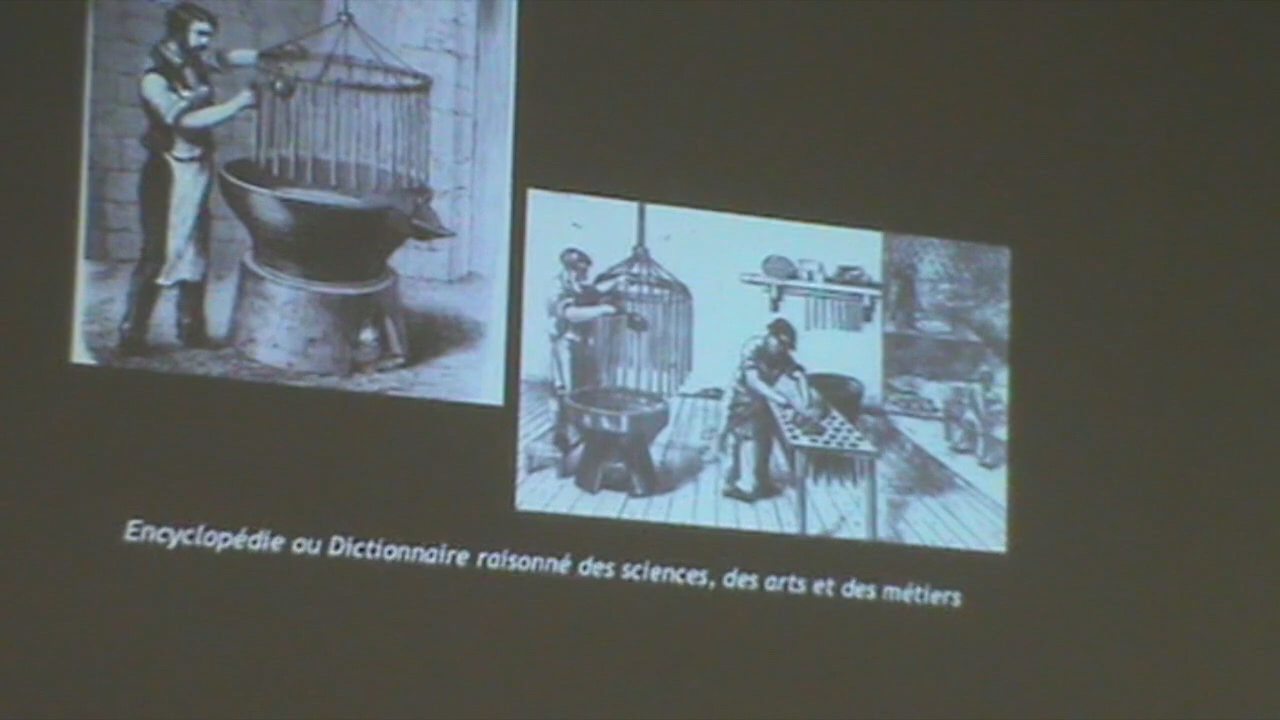 Encyclopédie ou Dictionnaire raisonné des sciences, des arts et des métiers